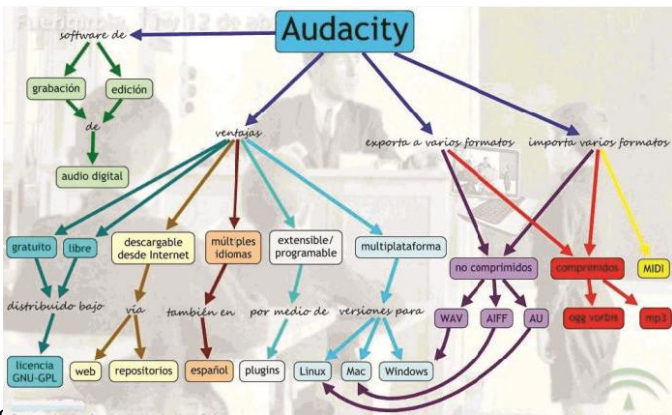 Audacity
software de
grabación
edición
de
audio digital
ventajas
exporta a varios formatos
importa varios formatos
gratuito
libre
descargable
desde Internet
múltiples
idiomas
extensible/
programable
multiplataforma
no comprimidos
comprimidos
MIDI
distribuido bajo
vía
también en
por medio de
versiones para
WAV
AIFF
AU
ogg vorbis
mp3
licencia
GNU-GPL
web
repositorios
español
plugins
Linux
Mac
Windows